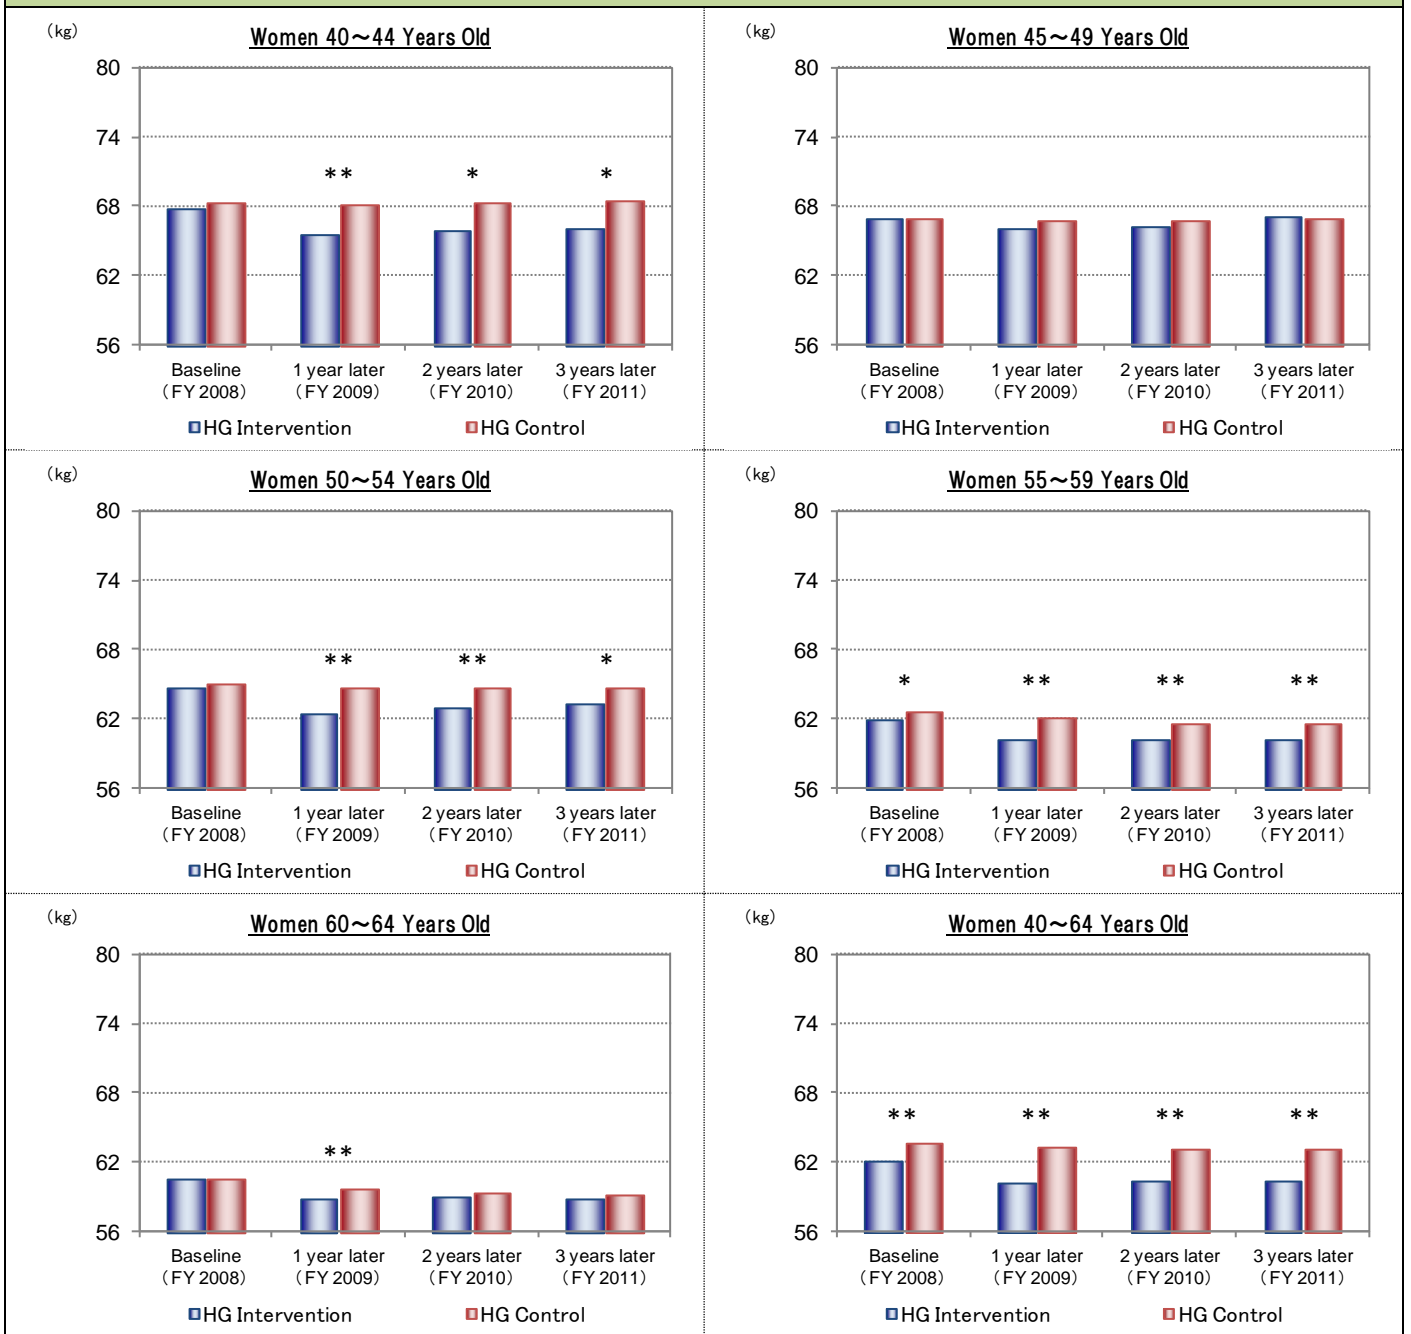 (kg)
Women 40～44 Years Old
80
74
68
62
56
** * *
Baseline 1 year later 2 years later 3 years later
(FY 2008) (FY 2009) (FY 2010) (FY 2011)
HG Intervention HG Control
(kg)
Women 45～49 Years Old
80
74
68
62
56
Baseline 1 year later 2 years later 3 years later
(FY 2008) (FY 2009) (FY 2010) (FY 2011)
HG Intervention HG Control
(kg)
Women 50～54 Years Old
80
74
68
62
56
** ** *
Baseline 1 year later 2 years later 3 years later
(FY 2008) (FY 2009) (FY 2010) (FY 2011)
HG Intervention HG Control
(kg)
Women 55～59 Years Old
80
74
68
62
56
* ** ** **
Baseline 1 year later 2 years later 3 years later
(FY 2008) (FY 2009) (FY 2010) (FY 2011)
HG Intervention HG Control
(kg)
Women 60～64 Years Old
80
74
68
62
56
**
Baseline 1 year later 2 years later 3 years later
(FY 2008) (FY 2009) (FY 2010) (FY 2011)
HG Intervention HG Control
(kg)
Women 40～64 Years Old
80
74
68
62
56
** ** ** **
Baseline 1 year later 2 years later 3 years later
(FY 2008) (FY 2009) (FY 2010) (FY 2011)
HG Intervention HG Control